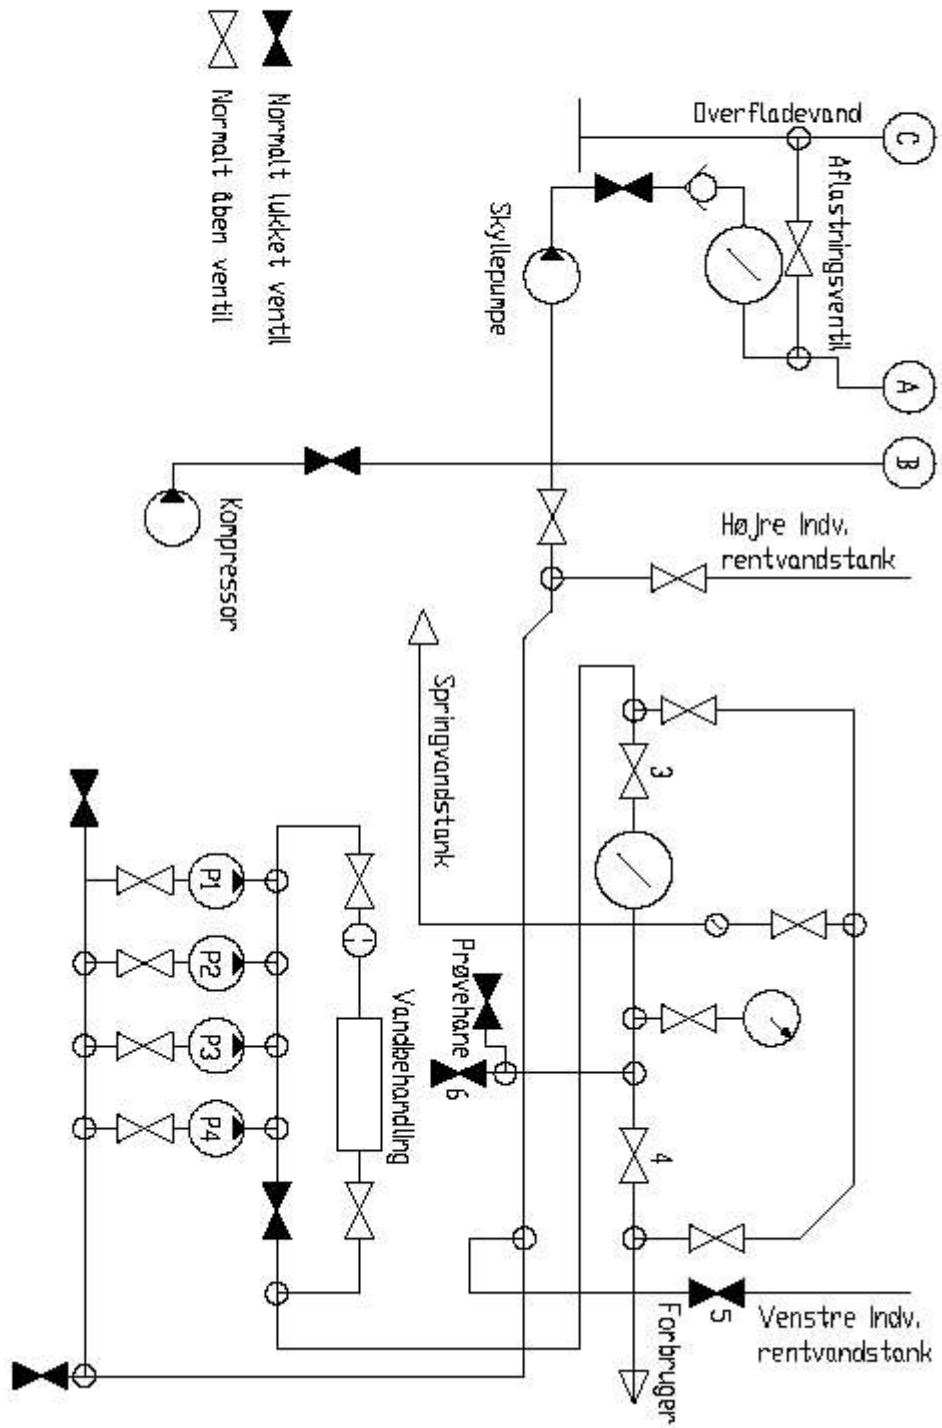 Normalt lukket ventil
Normalt åben ventil
Overfladevand
C
Aflastringsventil
Skyllepumpe
A
B
Kompressor
Højre Indv.
rentvandstank
Springvandstank
3
P1
P2
P3
P4
Prøvehane
6
Vandbehandling
4
5
Venstre Indv.
rentvandstank
Forbruger